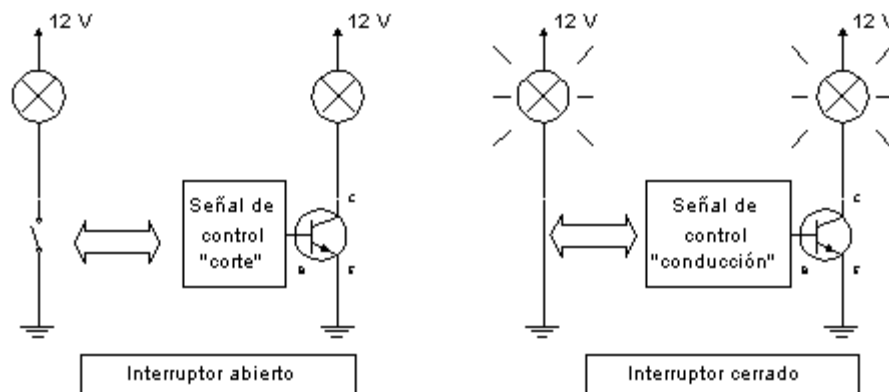 12 V
12 V
12 V
12 V
Señal de
control
"corte"
C
B
E
Señal de
control
"conducción"
C
B
E
Interruptor abierto
Interruptor cerrado